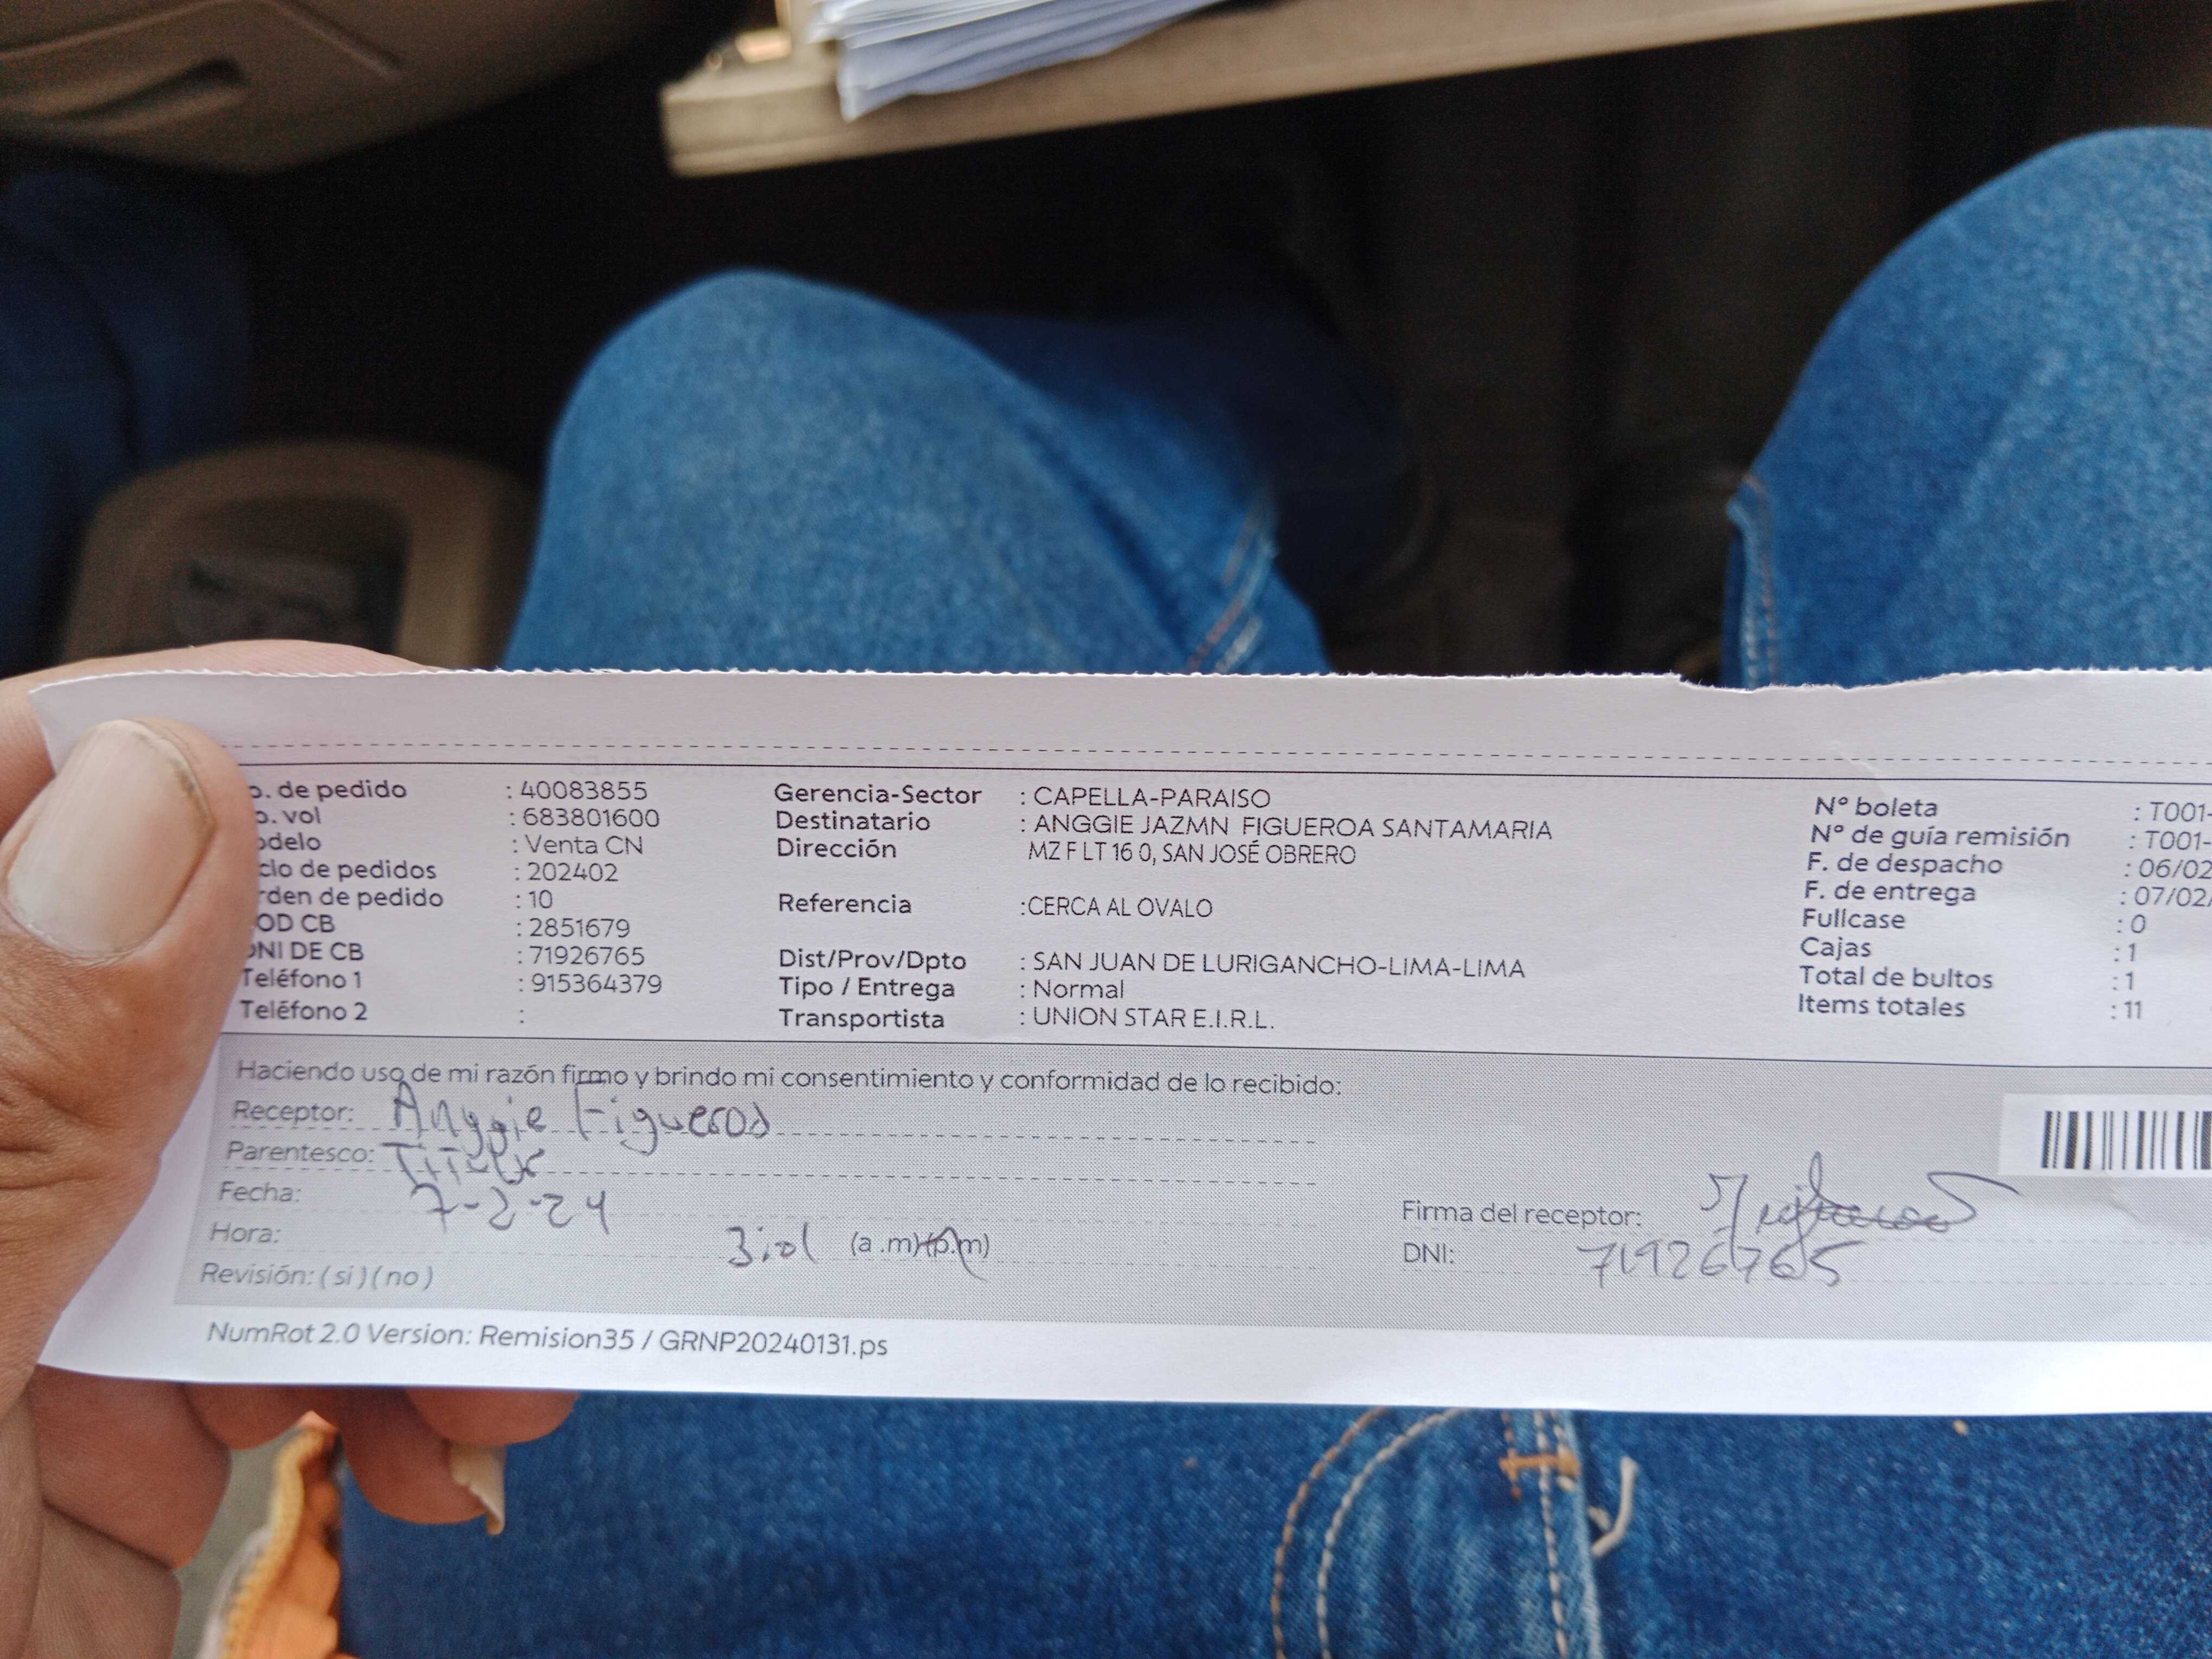 o. de pedido : 40083855 Gerencia-Sector : CAPELLA-PARAISO Nº boleta : T001-
o. vol : 683801600 Destinatario : ANGGIE JAZMN FIGUEROA SANTAMARIA Nº de guía remisión : T001-
odelo : Venta CN Dirección MZ F LT 16 0, SAN JOSÉ OBRERO F. de despacho : 06/02
clo de pedidos : 202402 F. de entrega : 07/02/
rden de pedido : 10 Referencia :CERCA AL OVALO Fullcase : 0
OD CB : 2851679 Cajas : 1
DNI DE CB : 71926765 Dist/Prov/Dpto : SAN JUAN DE LURIGANCHO-LIMA-LIMA Total de bultos : 1
Teléfono 1 : 915364379 Tipo / Entrega : Normal Items totales : 11
Teléfono 2 : Transportista : UNION STAR E.I.R.L.
Haciendo uso de mi razón firmo y brindo mi consentimiento y conformidad de lo recibido:
Receptor: Anggie Figueroa
Parentesco: Titular
Fecha: 7-2-24
Firma del receptor:
Hora: 3:01 (a .m)(p.m) DNI: 71926765
Revisión: ( si ) ( no )
NumRot 2.0 Version: Remision35 / GRNP20240131.ps